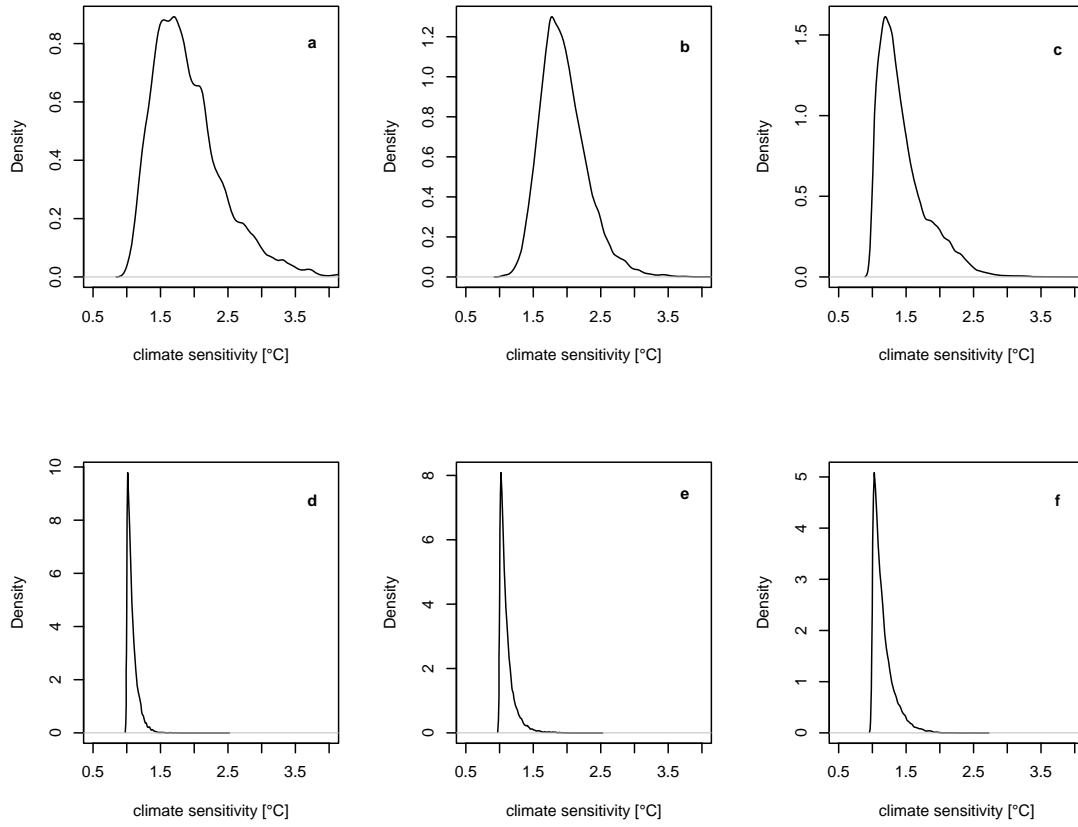 a
Density
0.0 0.2 0.4 0.6 0.8
0.5 1.5 2.5 3.5
climate sensitivity [°C]
b
Density
0.0 0.2 0.4 0.6 0.8 1.0 1.2
0.5 1.5 2.5 3.5
climate sensitivity [°C]
c
Density
0.0 0.5 1.0 1.5
0.5 1.5 2.5 3.5
climate sensitivity [°C]
d
Density
0 2 4 6 8 10
0.5 1.5 2.5 3.5
climate sensitivity [°C]
e
Density
0 2 4 6 8
0.5 1.5 2.5 3.5
climate sensitivity [°C]
f
Density
0 1 2 3 4 5
0.5 1.5 2.5 3.5
climate sensitivity [°C]